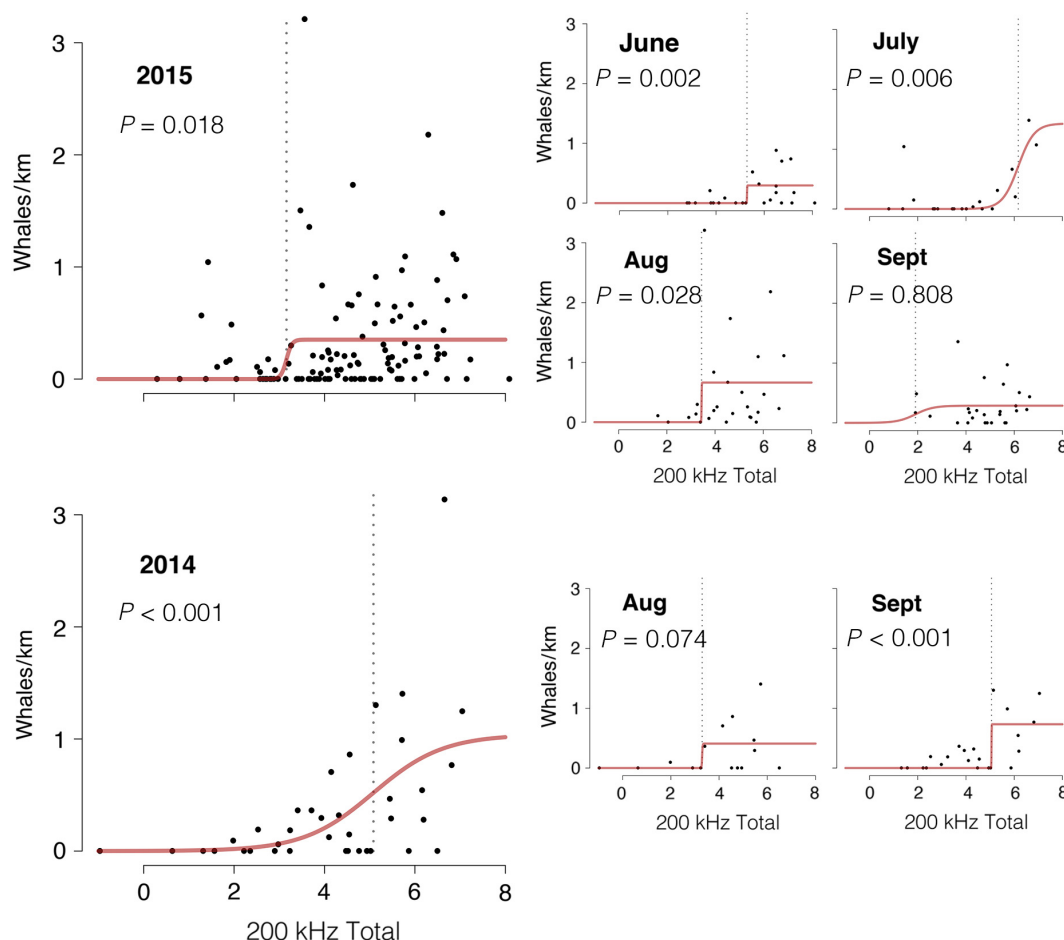 3
2
1
0
Whales/km
2015
P = 0.018
3
2
1
0
Whales/km
June
P = 0.002
July
P = 0.006
3
2
1
0
Whales/km
Aug
P = 0.028
0 2 4 6 8
200 kHz Total
Sept
P = 0.808
0 2 4 6 8
200 kHz Total
3
2
1
0
Whales/km
2014
P < 0.001
0 2 4 6 8
200 kHz Total
3
2
1
0
Whales/km
Aug
P = 0.074
0 2 4 6 8
200 kHz Total
Sept
P < 0.001
0 2 4 6 8
200 kHz Total